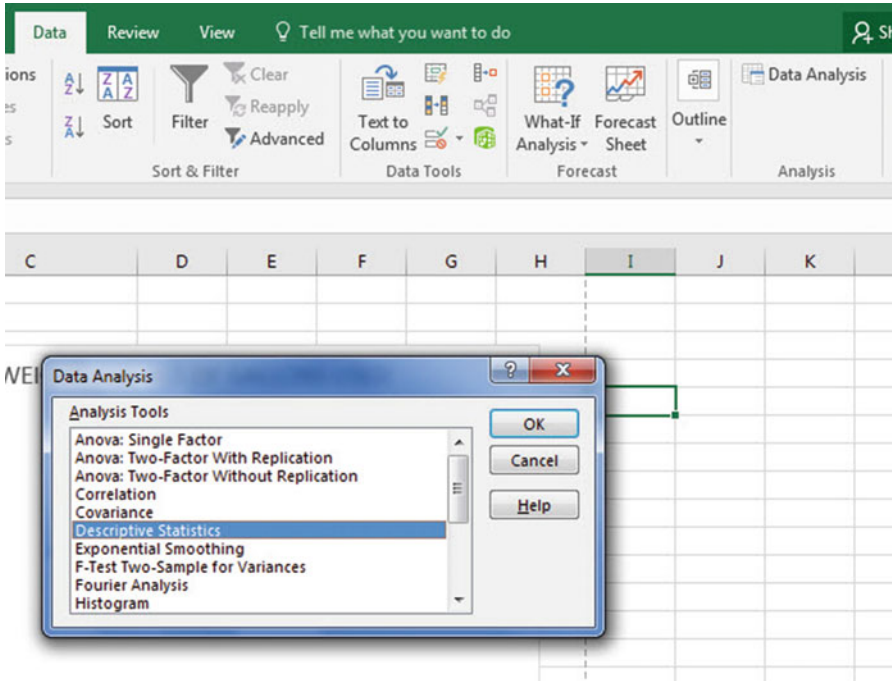 Data Review View Tell me what you want to do
Clear Data Analysis
Reapply
Sort Filter Text to What-If Forecast Outline
Advanced Columns Analysis Sheet
Sort & Filter Data Tools Forecast Analysis
C D E F G H I J K
Data Analysis
Analysis Tools
Anova: Single Factor OK
Anova: Two-Factor With Replication
Anova: Two-Factor Without Replication Cancel
Correlation
Covariance Help
Descriptive Statistics
Exponential Smoothing
F-Test Two-Sample for Variances
Fourier Analysis
Histogram